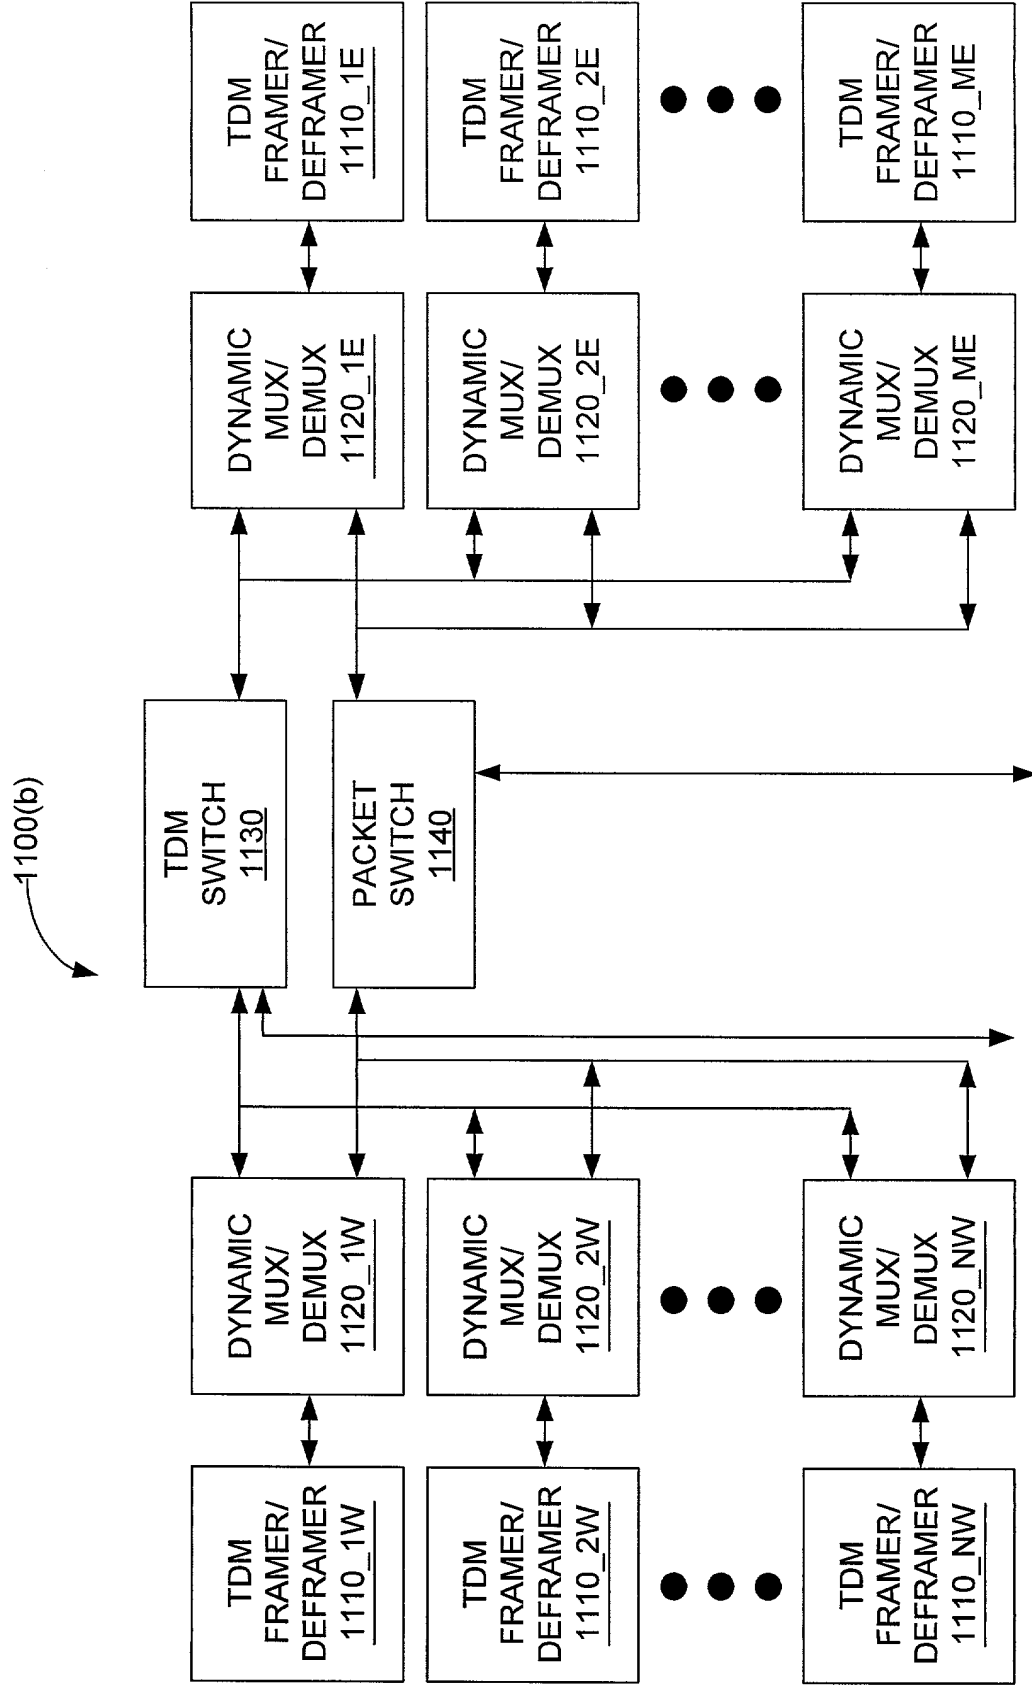 1100(b)
TDM
FRAMER/
DEFRAMER
1110_1W
DYNAMIC
MUX/
DEMUX
1120_1W
TDM
SWITCH
1130
DYNAMIC
MUX/
DEMUX
1120_1E
TDM
FRAMER/
DEFRAMER
1110_1E
PACKET
SWITCH
1140
TDM
FRAMER/
DEFRAMER
1110_2W
DYNAMIC
MUX/
DEMUX
1120_2W
DYNAMIC
MUX/
DEMUX
1120_2E
TDM
FRAMER/
DEFRAMER
1110_2E
TDM
FRAMER/
DEFRAMER
1110_NW
DYNAMIC
MUX/
DEMUX
1120_NW
DYNAMIC
MUX/
DEMUX
1120_ME
TDM
FRAMER/
DEFRAMER
1110_ME